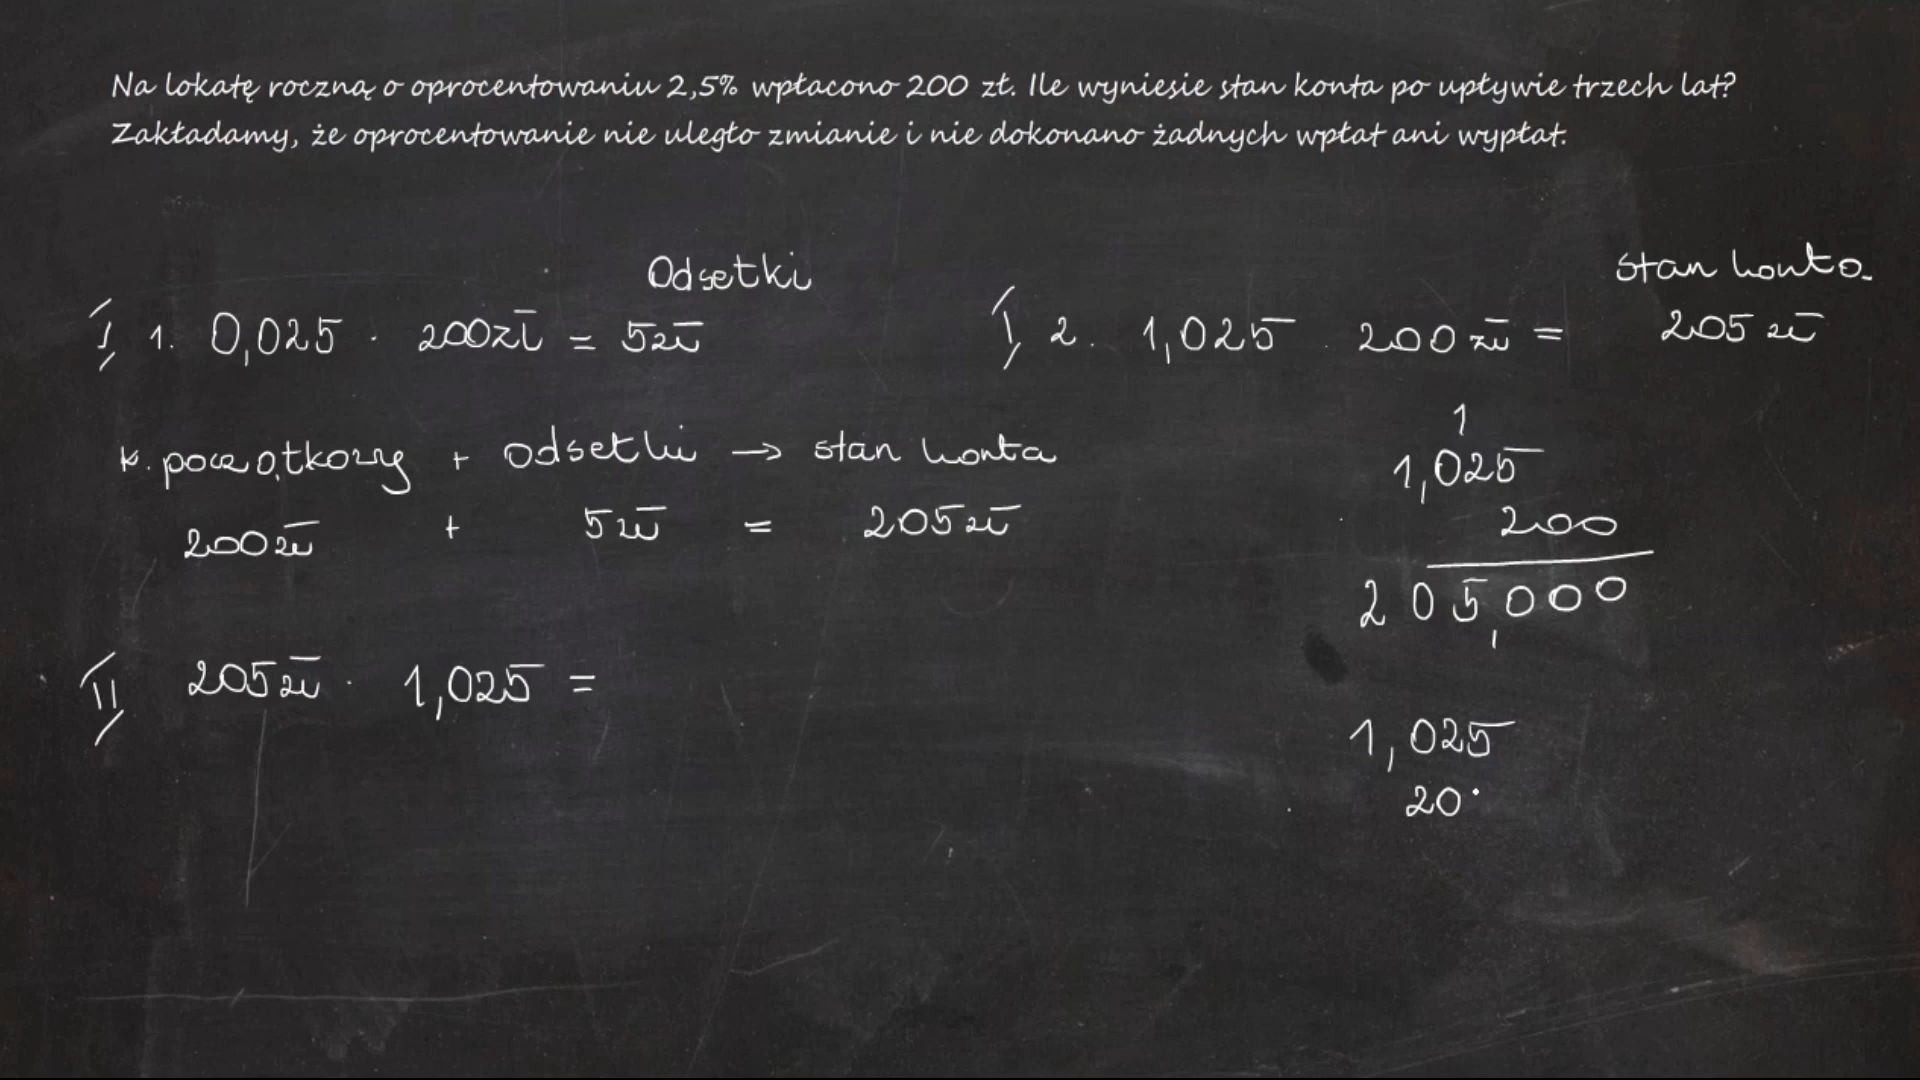 Na lokatę roczną o oprocentowaniu 2,5% wpłacono 200 zł. Ile wyniesie stan konta po upływie trzech lat?
Zakładamy, że oprocentowanie nie uległo zmianie i nie dokonano żadnych wpłat ani wypłat.
Odsetki
I 1. 0,025 · 200zł = 5zł
k. początkowy + odsetki → stan konta
200zł + 5zł = 205zł
II 205zł · 1,025 =
stan konta
I 2. 1,025 · 200zł = 205 zł
1
1,025
200
205,000
1,025
20